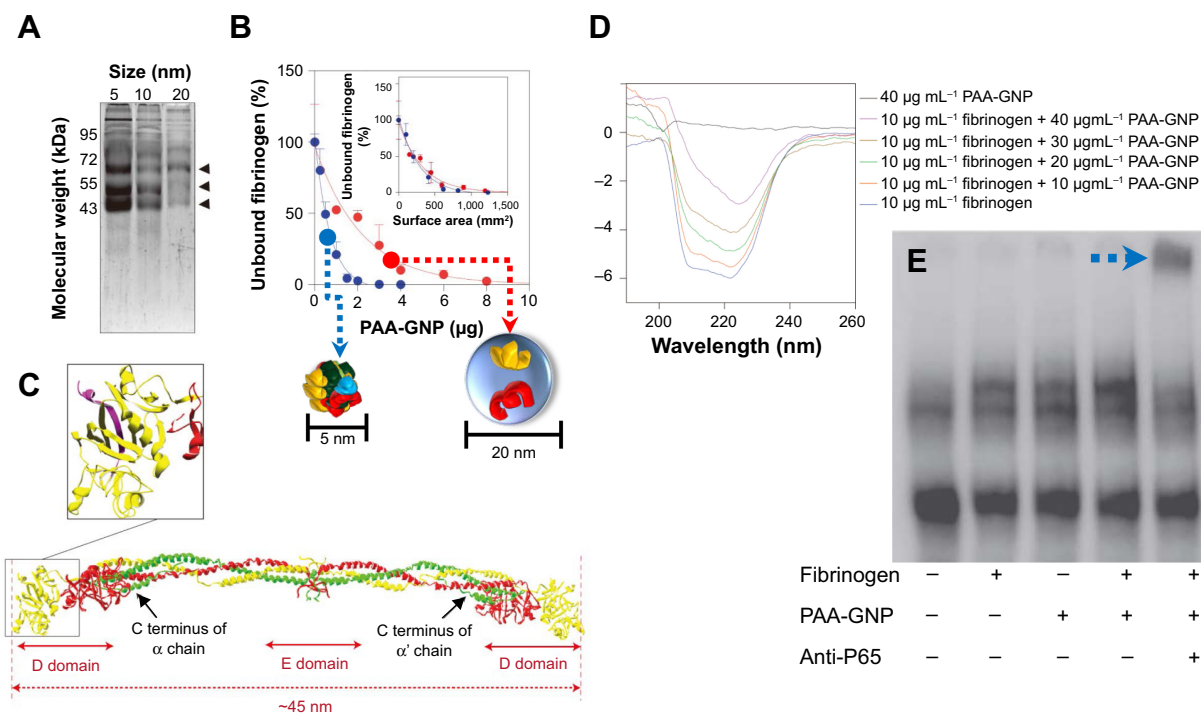 A
Size (nm)
5 10 20
Molecular weight (kDa)
95
72
55
43
B
Unbound fibrinogen (%)
150
100
50
0
0 2 4 6 8 10
PAA-GNP (µg)
Unbound fibrinogen
(%)
150
100
50
0
0 500 1,000 1,500
Surface area (mm²)
5 nm
20 nm
C
C terminus of
α chain
C terminus of
α' chain
D domain
E domain
D domain
~45 nm
D
0
−2
−4
−6
200 220 240 260
Wavelength (nm)
40 µg mL⁻¹ PAA-GNP
10 µg mL⁻¹ fibrinogen + 40 µgmL⁻¹ PAA-GNP
10 µg mL⁻¹ fibrinogen + 30 µgmL⁻¹ PAA-GNP
10 µg mL⁻¹ fibrinogen + 20 µgmL⁻¹ PAA-GNP
10 µg mL⁻¹ fibrinogen + 10 µgmL⁻¹ PAA-GNP
10 µg mL⁻¹ fibrinogen
E
Fibrinogen − + − + +
PAA-GNP − − + + +
Anti-P65 − − − − +